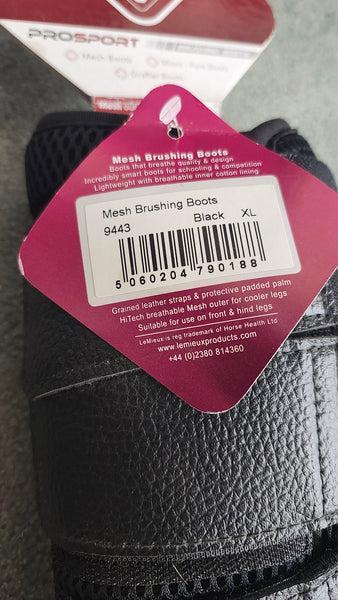 PROSPORT
Mesh Boots
Grafter Boots
Mesh
Mesh Brushing Boots
Boots that breathe quality & design
Incredibly smart boots for schooling & competition
Lightweight with breathable inner cotton lining
Mesh Brushing Boots
9443 Black XL
5 060204 790188
Grained leather straps & protective padded palm
HiTech breathable Mesh outer for cooler legs
Suitable for use on front & hind legs
LeMieux is reg trademark of Horse Health Ltd
www.lemieuxproducts.com
+44 (0)2380 814360